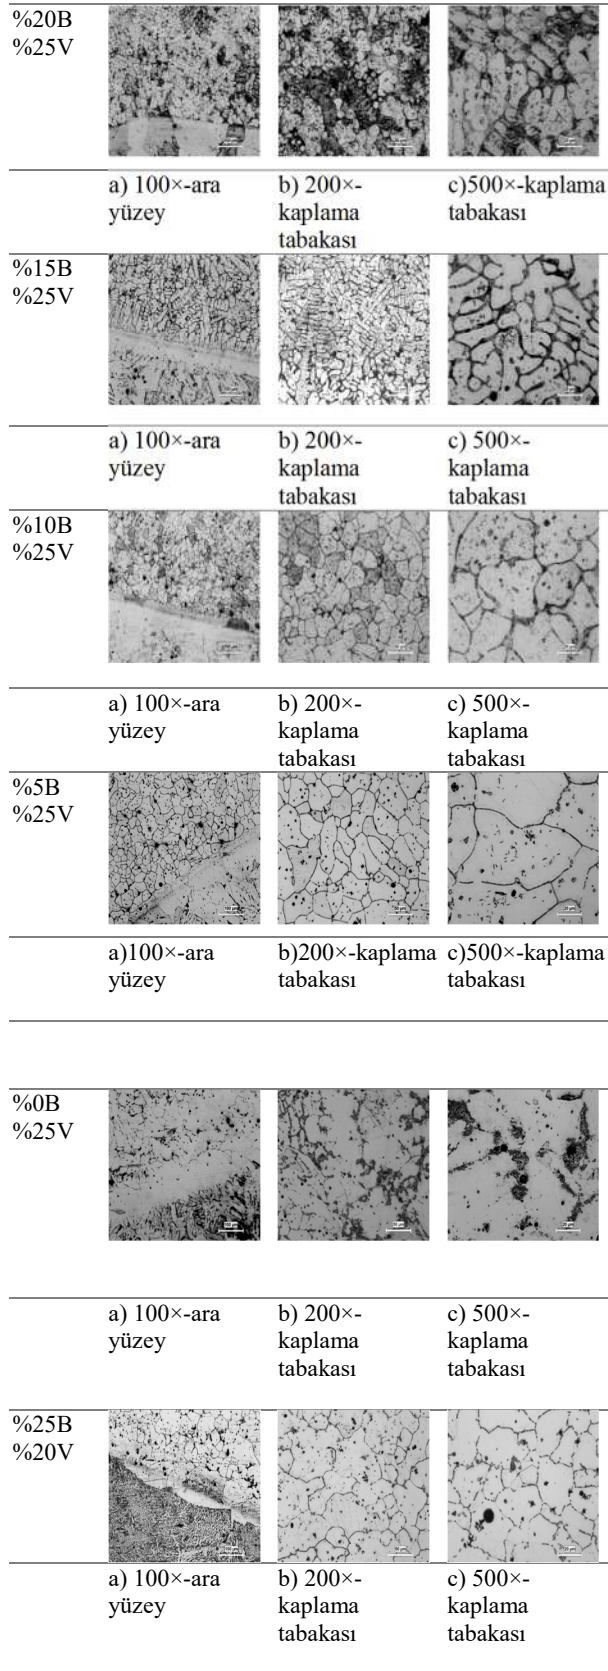 %20B
%25V
a) 100×-ara
yüzey
b) 200×-
kaplama
tabakası
c)500×-kaplama
tabakası
%15B
%25V
a) 100×-ara
yüzey
b) 200×-
kaplama
tabakası
c) 500×-
kaplama
tabakası
%10B
%25V
a) 100×-ara
yüzey
b) 200×-
kaplama
tabakası
c) 500×-
kaplama
tabakası
%5B
%25V
a)100×-ara
yüzey
b)200×-kaplama
tabakası
c)500×-kaplama
tabakası
%0B
%25V
a) 100×-ara
yüzey
b) 200×-
kaplama
tabakası
c) 500×-
kaplama
tabakası
%25B
%20V
a) 100×-ara
yüzey
b) 200×-
kaplama
tabakası
c) 500×-
kaplama
tabakası